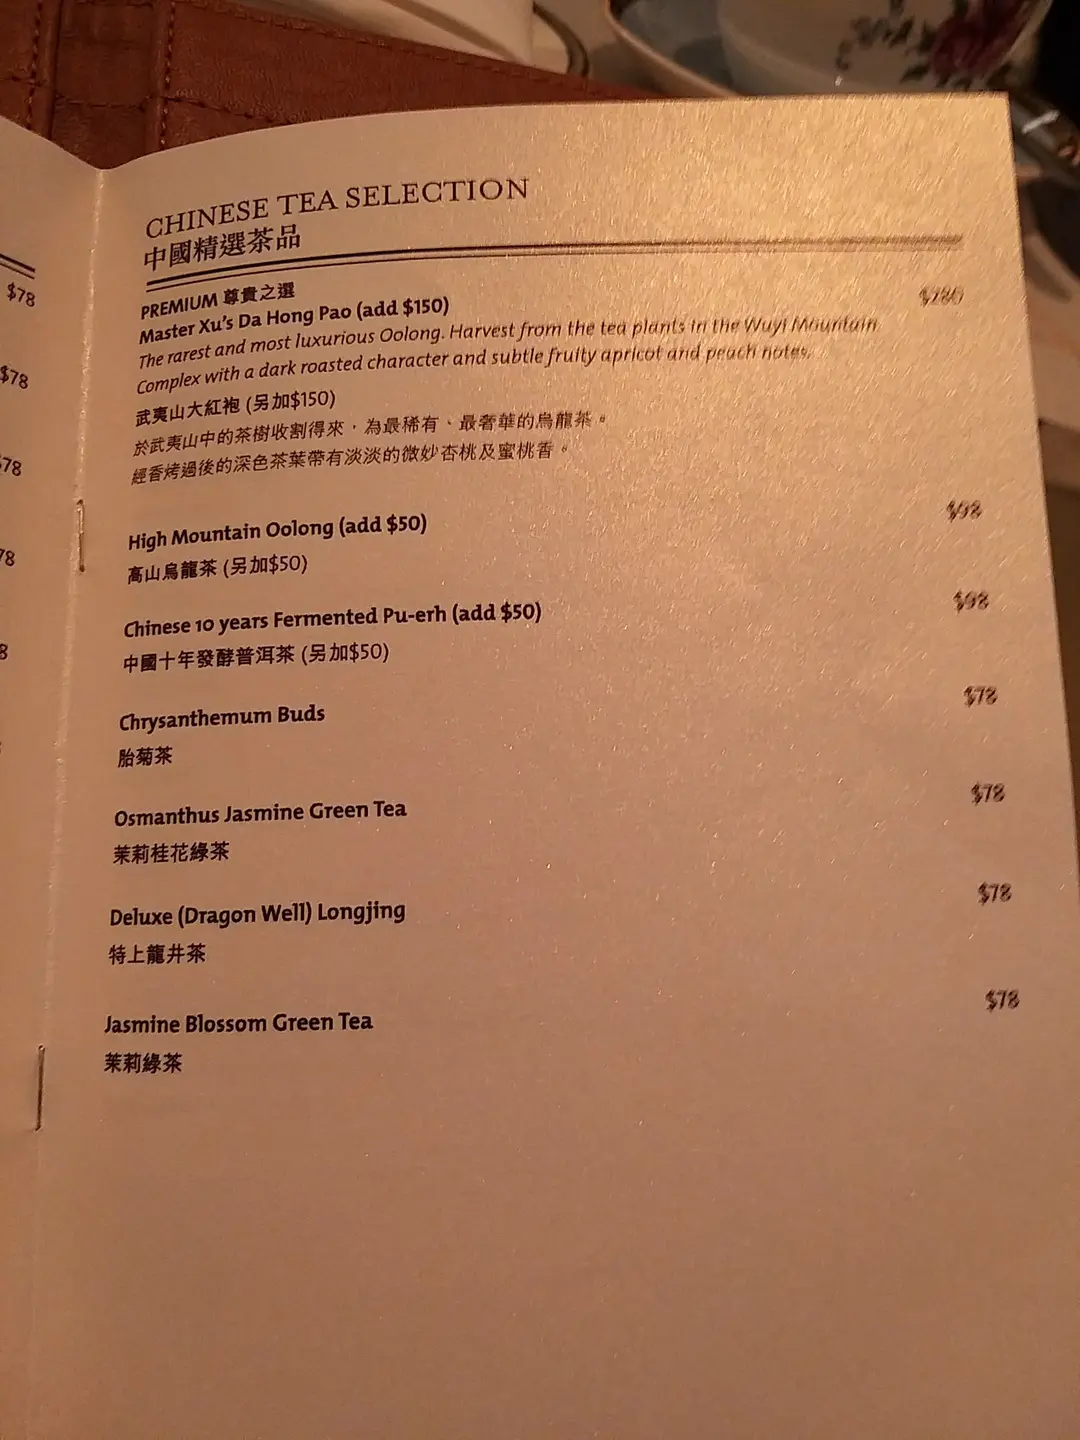 CHINESE TEA SELECTION
中國精選茶品
PREMIUM 尊貴之選
Master Xu's Da Hong Pao (add $150) $280
The rarest and most luxurious Oolong. Harvest from the tea plants in the Wuyi Mountain.
Complex with a dark roasted character and subtle fruity apricot and peach notes.
武夷山大紅袍 (另加$150)
於武夷山中的茶樹收割得來，為最稀有、最奢華的烏龍茶。
經香烤過後的深色茶葉帶有淡淡的微妙杏桃及蜜桃香。
High Mountain Oolong (add $50) $98
高山烏龍茶 (另加$50)
Chinese 10 years Fermented Pu-erh (add $50) $98
中國十年發酵普洱茶 (另加$50)
Chrysanthemum Buds $78
胎菊茶
Osmanthus Jasmine Green Tea $78
茉莉桂花綠茶
Deluxe (Dragon Well) Longjing $78
特上龍井茶
Jasmine Blossom Green Tea $78
茉莉綠茶
$78
$78